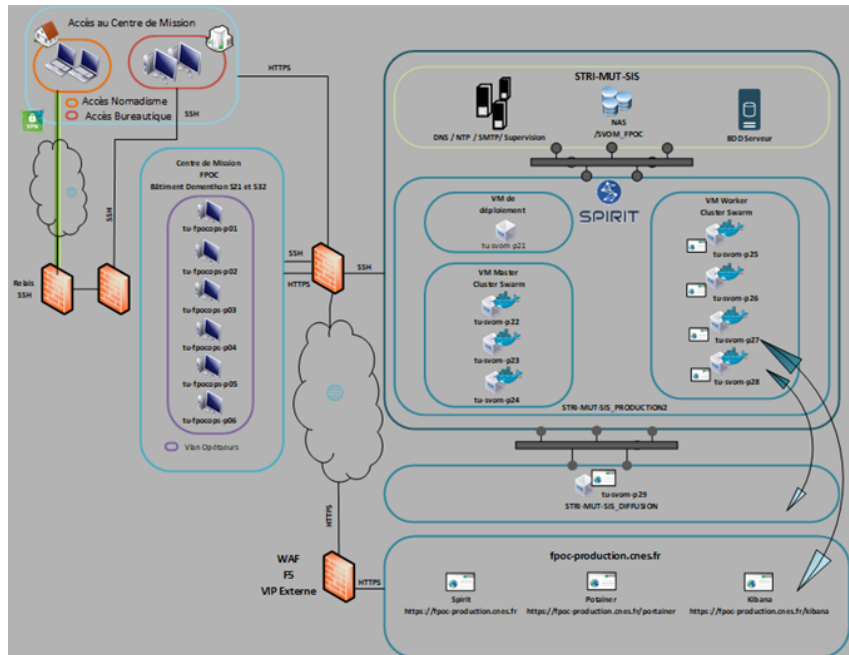 Accès au Centre de Mission
HTTPS
Accès Nomadisme
Accès Bureautique
VPN
SSH
SSH
Relais
SSH
Centre de Mission
FPOC
Bâtiment Dementhon S21 et S32
tu-fpocops-p01
tu-fpocops-p02
tu-fpocops-p03
tu-fpocops-p04
tu-fpocops-p05
tu-fpocops-p06
Vlan Opétaeurs
SSH
HTTPS
SSH
STRI-MUT-SIS
DNS / NTP / SMTP/ Supervision
NAS
/SVOM_FPOC
BDD Serveur
SPIRIT
VM de
déploiement
tu-svom-p21
VM Master
Cluster Swarm
tu-svom-p22
tu-svom-p23
tu-svom-p24
VM Worker
Cluster Swarm
tu-svom-p25
tu-svom-p26
tu-svom-p27
tu-svom-p28
STRI-MUT-SIS_PRODUCTION2
tu-svom-p29
STRI-MUT-SIS_DIFFUSION
HTTPS
WAF
F5
VIP Externe
HTTPS
fpoc-production.cnes.fr
Spirit
https://fpoc-production.cnes.fr
Potainer
https://fpoc-production.cnes.fr/portainer
Kibana
https://fpoc-production.cnes.fr/kibana